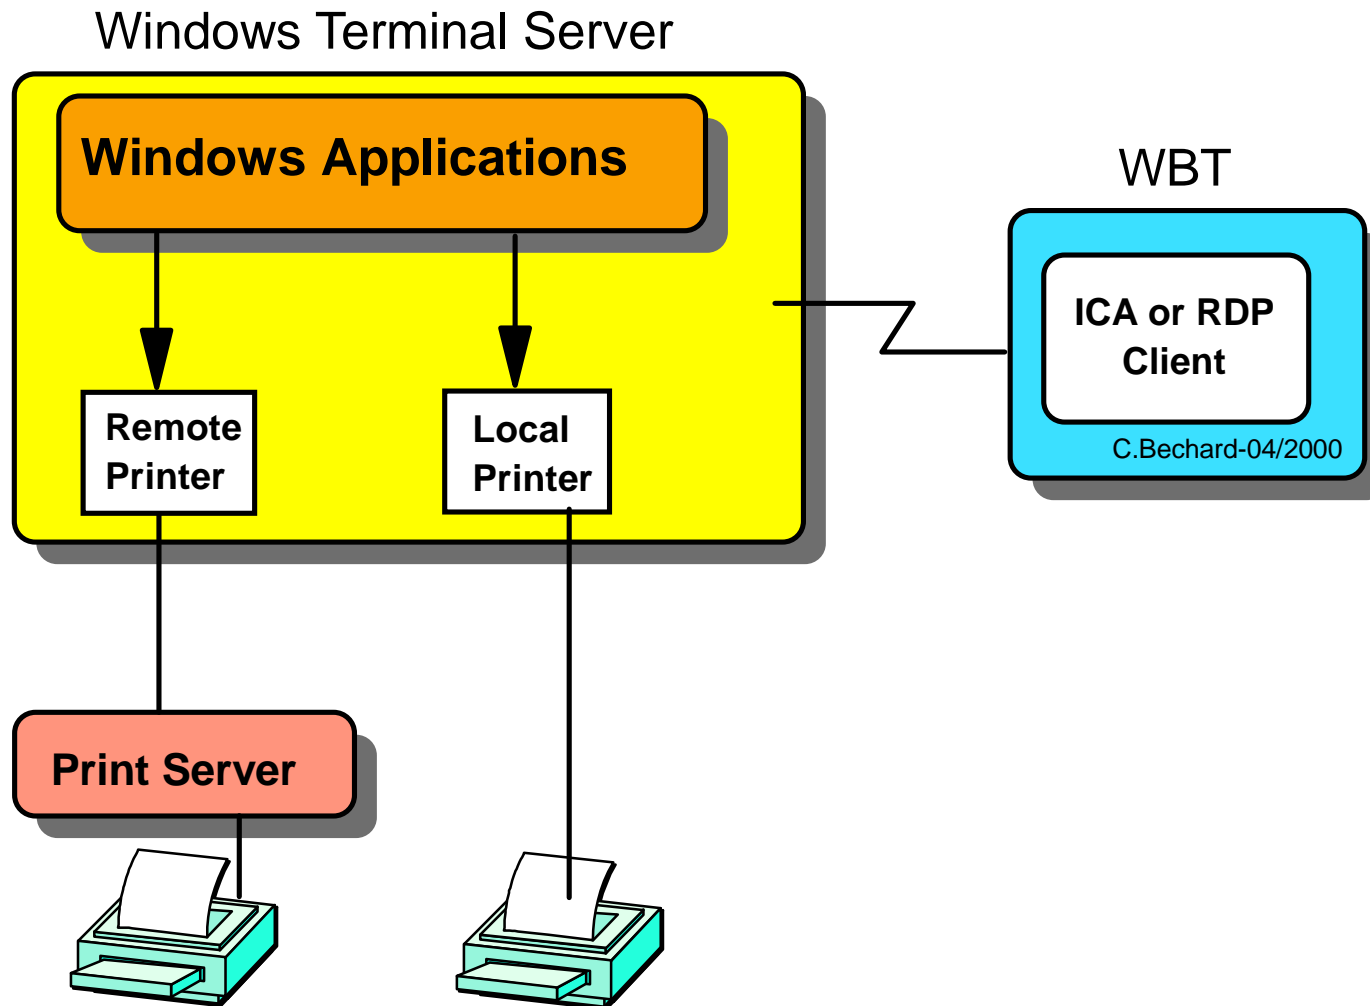 Windows Terminal Server
Windows Applications
WBT
ICA or RDP
Client
C.Bechard-04/2000
Remote
Printer
Local
Printer
Print Server